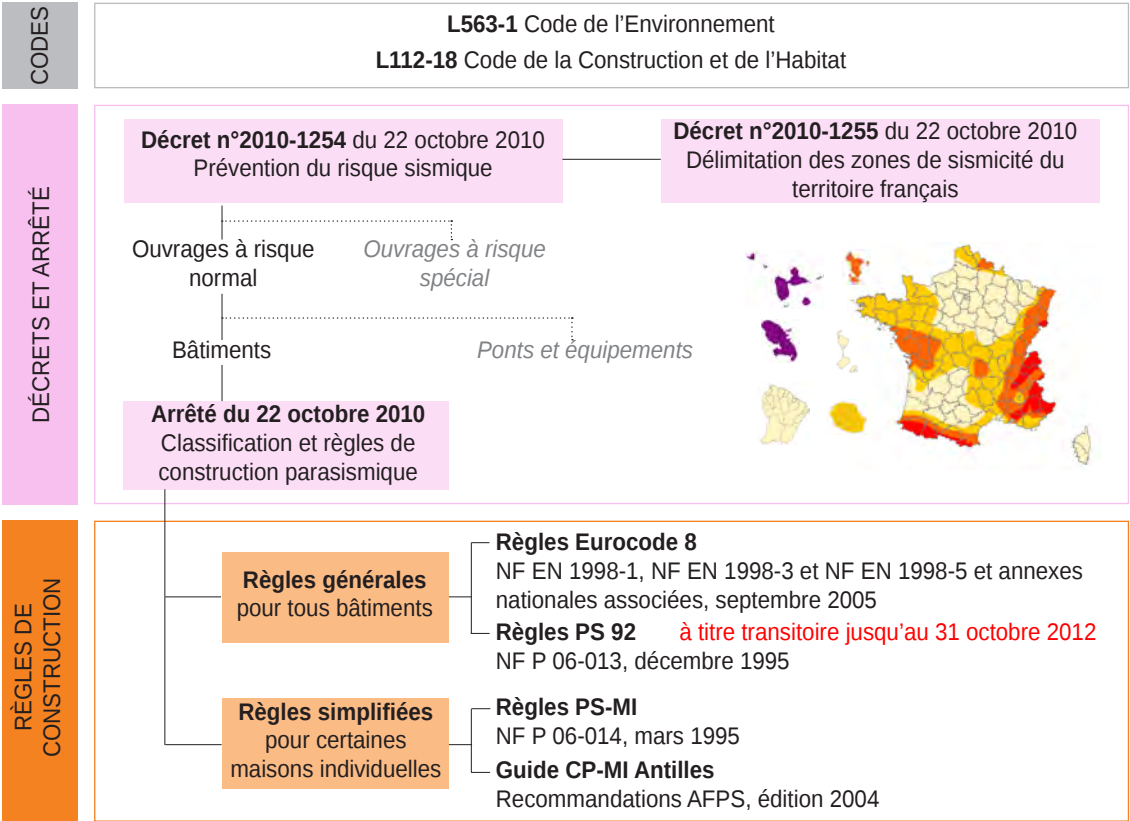 CODES
L563-1 Code de l’Environnement
L112-18 Code de la Construction et de l’Habitat
DÉCRETS ET ARRÊTÉ
Décret n°2010-1254 du 22 octobre 2010
Prévention du risque sismique
Décret n°2010-1255 du 22 octobre 2010
Délimitation des zones de sismicité du
territoire français
Ouvrages à risque
normal
Ouvrages à risque
spécial
Bâtiments
Ponts et équipements
Arrêté du 22 octobre 2010
Classification et règles de
construction parasismique
RÈGLES DE
CONSTRUCTION
Règles générales
pour tous bâtiments
Règles Eurocode 8
NF EN 1998-1, NF EN 1998-3 et NF EN 1998-5 et annexes
nationales associées, septembre 2005
Règles PS 92 à titre transitoire jusqu’au 31 octobre 2012
NF P 06-013, décembre 1995
Règles simplifiées
pour certaines
maisons individuelles
Règles PS-MI
NF P 06-014, mars 1995
Guide CP-MI Antilles
Recommandations AFPS, édition 2004